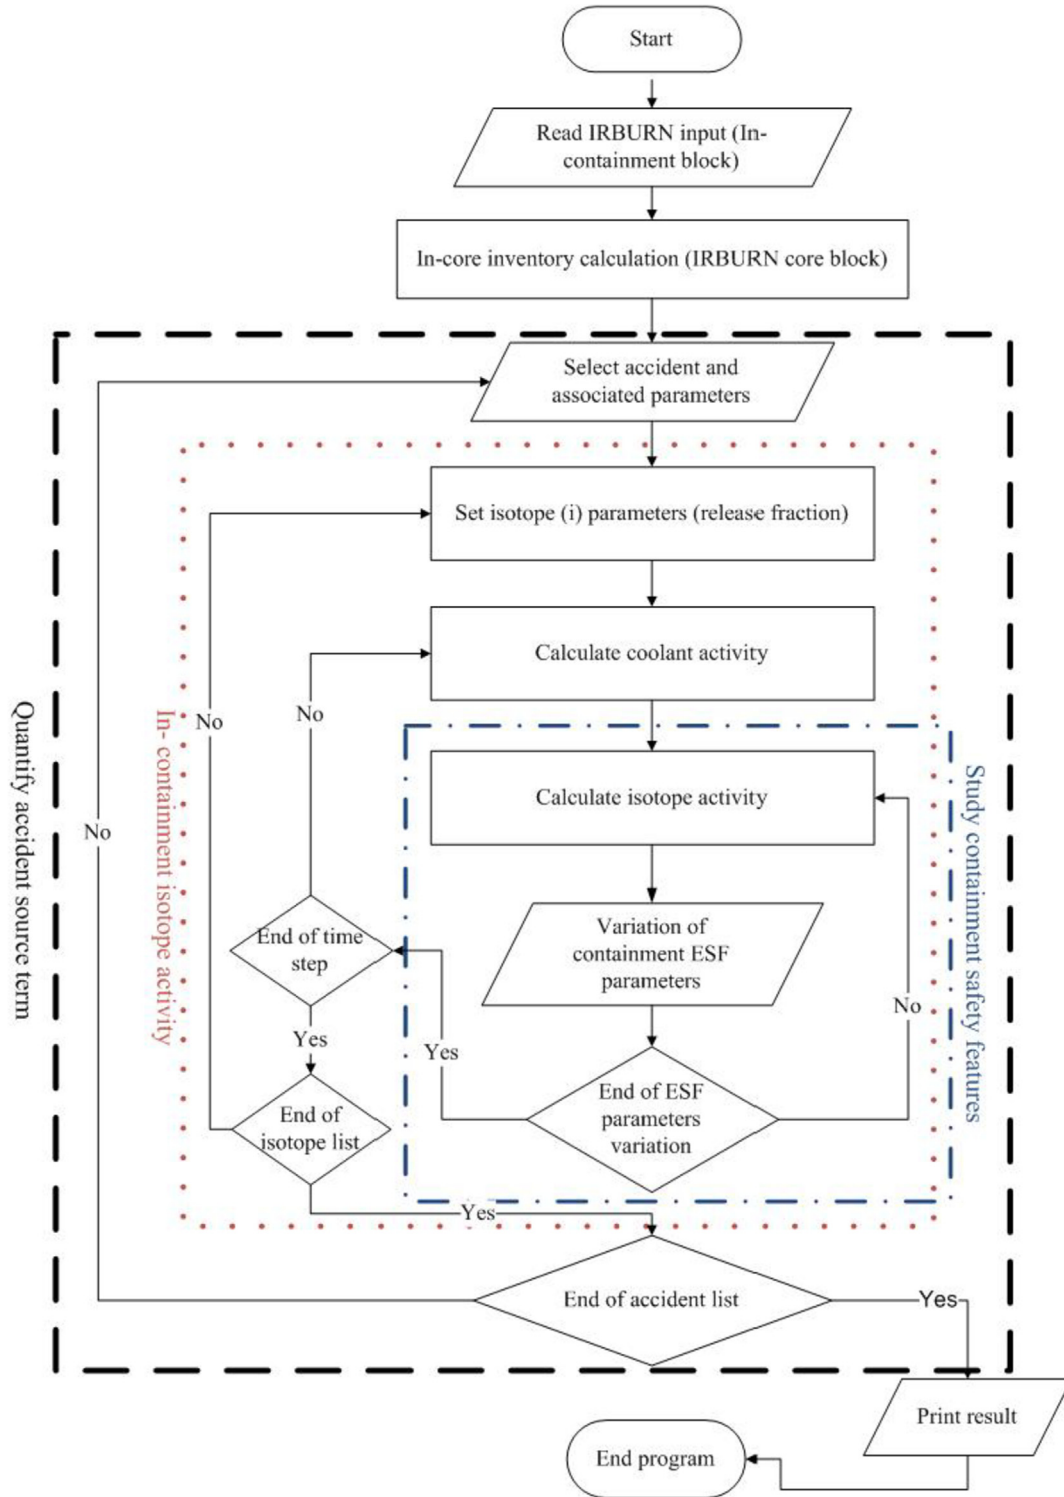 Start
Read IRBURN input (In-
containment block)
In-core inventory calculation (IRBURN core block)
Select accident and
associated parameters
Set isotope (i) parameters (release fraction)
Calculate coolant activity
No
No
Quantify accident source term
In- containment isotope activity
Calculate isotope activity
Study containment safety features
No
Variation of
containment ESF
parameters
End of time
step
No
Yes
Yes
End of ESF
parameters
variation
End of
isotope list
Yes
End of accident list
Yes
Print result
End program